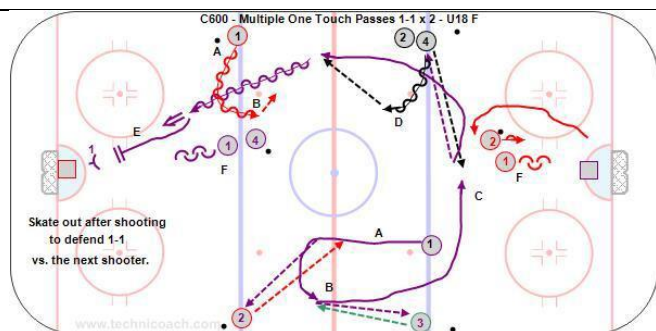 C600 - Multiple One Touch Passes 1-1 x 2 - U18 F
1
2
4
A
B
D
E
1
1
4
F
2
1
F
C
Skate out after shooting
to defend 1-1
vs. the next shooter.
A
1
B
2
3
www.technicoach.com